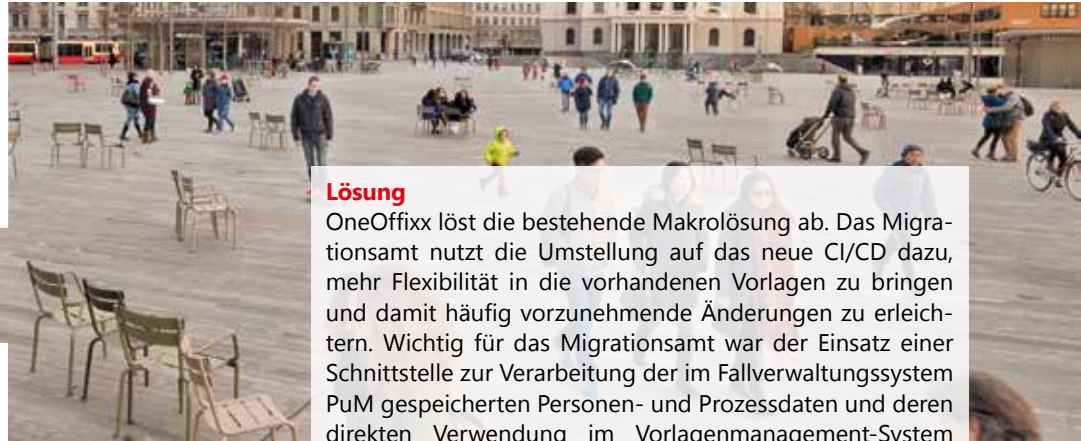 Lösung
OneOffixx löst die bestehende Makrolösung ab. Das Migra-
tionsamt nutzt die Umstellung auf das neue CI/CD dazu,
mehr Flexibilität in die vorhandenen Vorlagen zu bringen
und damit häufig vorzunehmende Änderungen zu erleich-
tern. Wichtig für das Migrationsamt war der Einsatz einer
Schnittstelle zur Verarbeitung der im Fallverwaltungssystem
PuM gespeicherten Personen- und Prozessdaten und deren
direkten Verwendung im Vorlagenmanagement-System